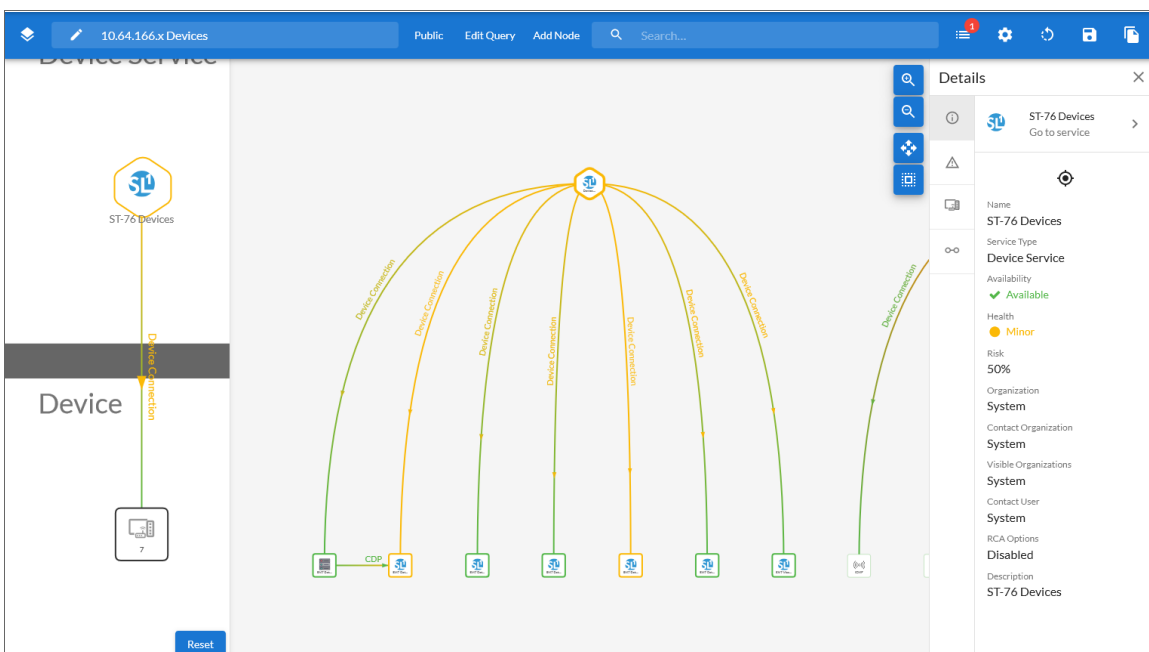 10.64.166.x Devices
Public
Edit Query
Add Node
Search...
1
Device Service
SL1
ST-76 Devices
Device Connection
Device
7
Reset
Device Connection
Device Connection
Device Connection
Device Connection
Device Connection
Device Connection
Device Connection
Device Connection
CDP
Details
ST-76 Devices
Go to service
Name
ST-76 Devices
Service Type
Device Service
Availability
Available
Health
Minor
Risk
50%
Organization
System
Contact Organization
System
Visible Organizations
System
Contact User
System
RCA Options
Disabled
Description
ST-76 Devices